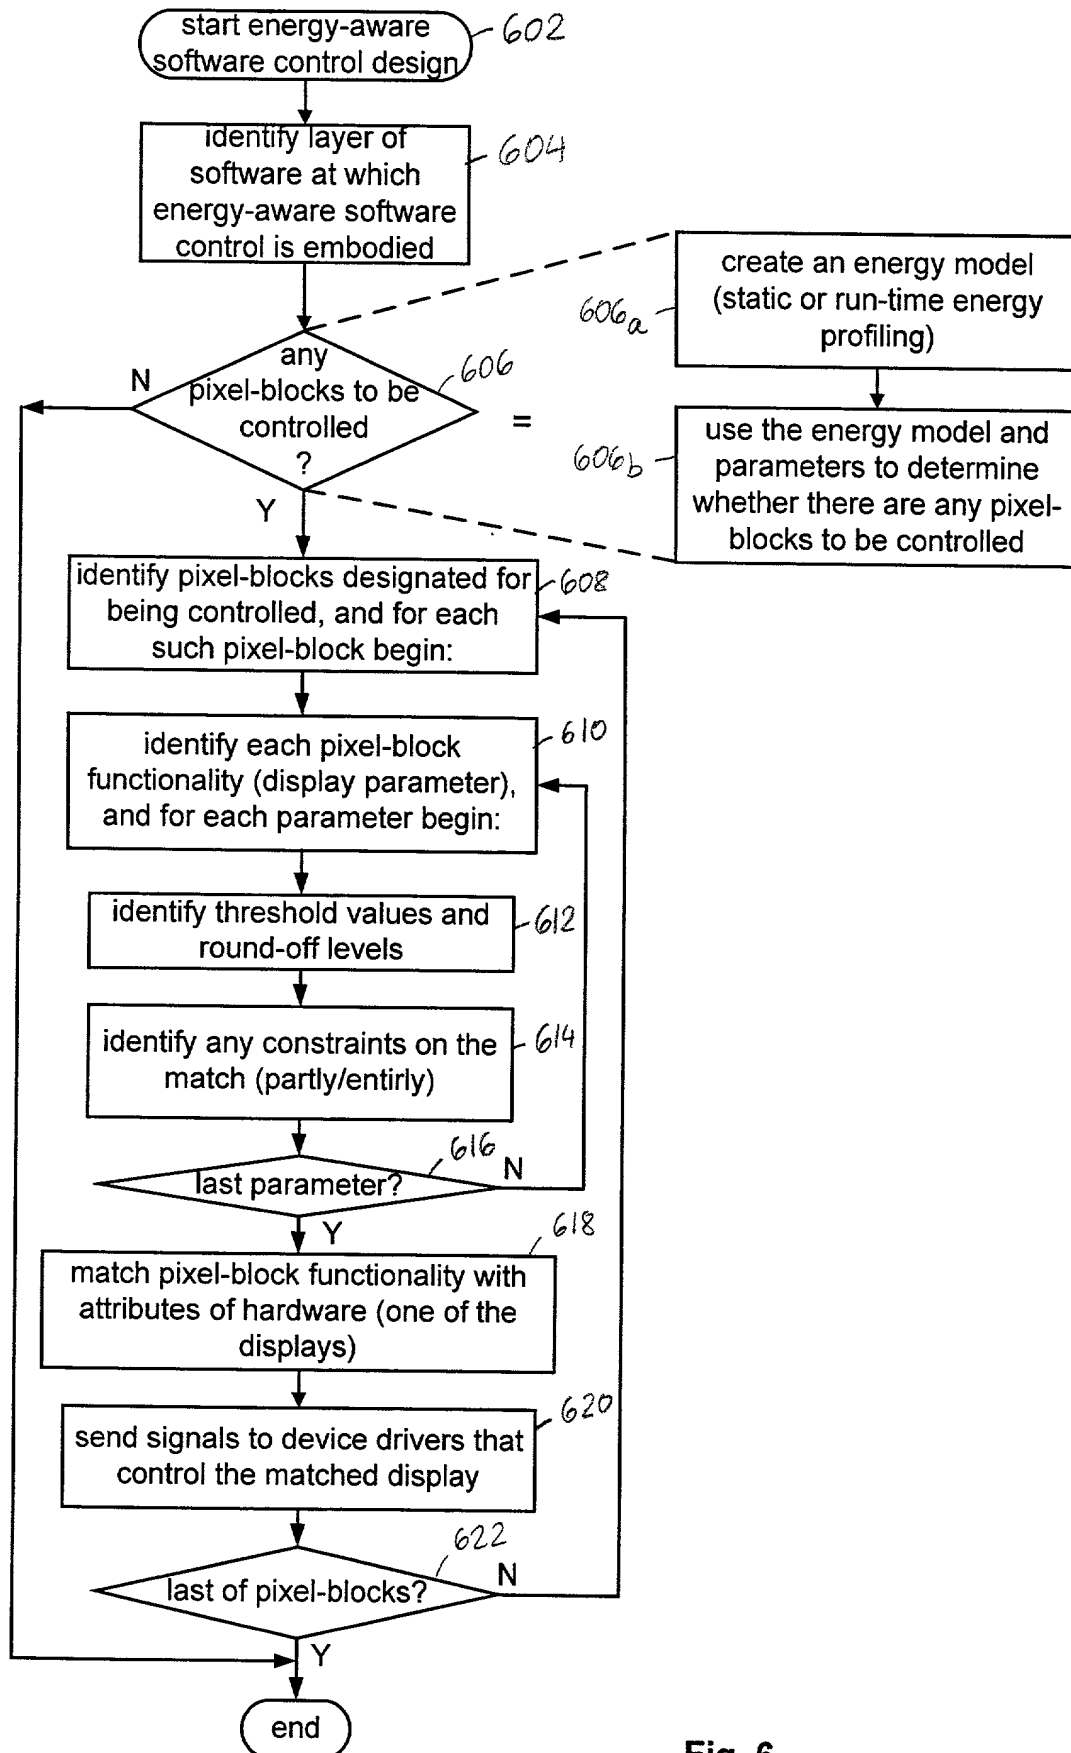 start energy-aware
software control design
602
identify layer of
software at which
energy-aware software
control is embodied
604
any
pixel-blocks to be
controlled
?
606
N
Y
=
create an energy model
(static or run-time energy
profiling)
606a
use the energy model and
parameters to determine
whether there are any pixel-
blocks to be controlled
606b
identify pixel-blocks designated for
being controlled, and for each
such pixel-block begin:
608
identify each pixel-block
functionality (display parameter),
and for each parameter begin:
610
identify threshold values and
round-off levels
612
identify any constraints on the
match (partly/entirly)
614
last parameter?
616
N
Y
match pixel-block functionality with
attributes of hardware (one of the
displays)
618
send signals to device drivers that
control the matched display
620
last of pixel-blocks?
622
N
Y
end
Fig. 6